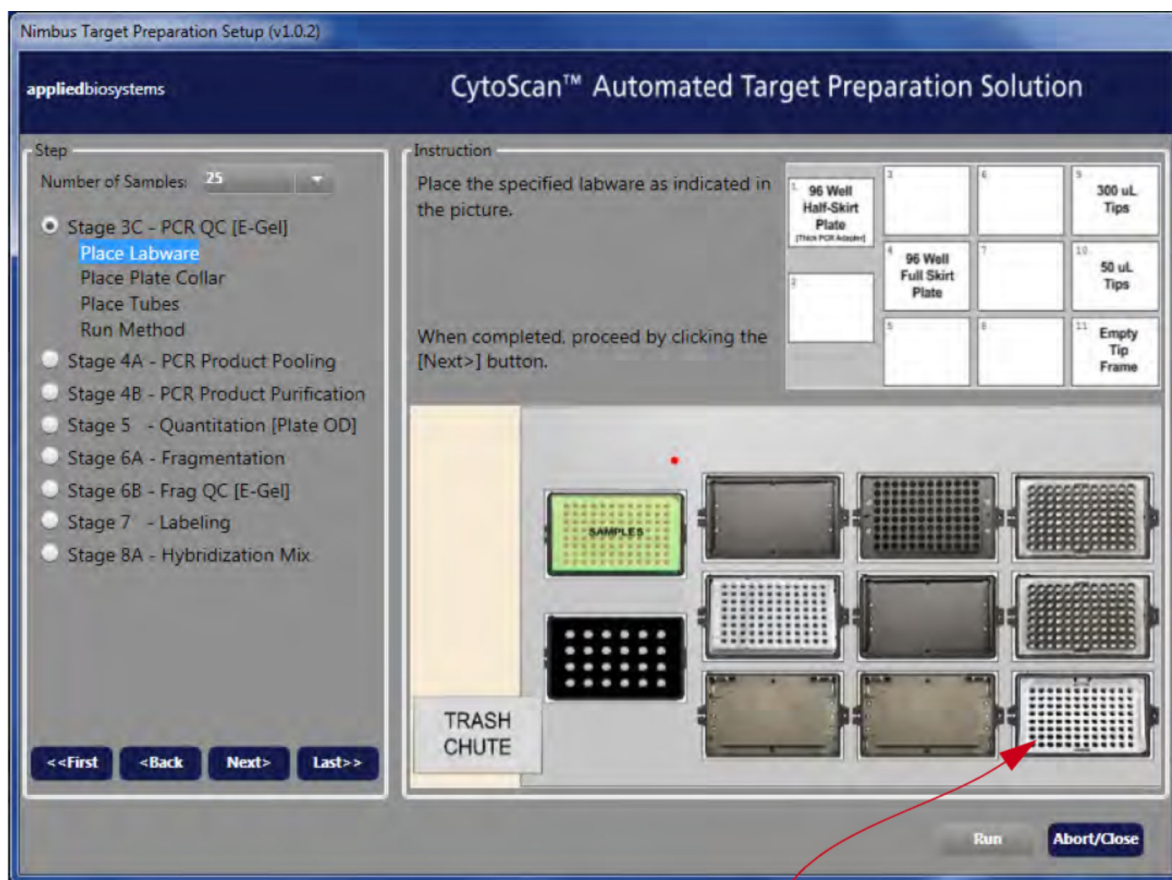 Nimbus Target Preparation Setup (v1.0.2)
appliedbiosystems
CytoScan™ Automated Target Preparation Solution
Step
Number of Samples: 25
Stage 3C - PCR QC [E-Gel]
Place Labware
Place Plate Collar
Place Tubes
Run Method
Stage 4A - PCR Product Pooling
Stage 4B - PCR Product Purification
Stage 5 - Quantitation [Plate OD]
Stage 6A - Fragmentation
Stage 6B - Frag QC [E-Gel]
Stage 7 - Labeling
Stage 8A - Hybridization Mix
<<First
<Back
Next>
Last>>
Instruction
Place the specified labware as indicated in
the picture.
When completed, proceed by clicking the
[Next>] button.
1
96 Well
Half-Skirt
Plate
[Thick PCR Adapter]
2
3
4
96 Well
Full Skirt
Plate
5
6
7
8
9
300 uL
Tips
10
50 uL
Tips
11
Empty
Tip
Frame
SAMPLES
TRASH
CHUTE
Run
Abort/Close